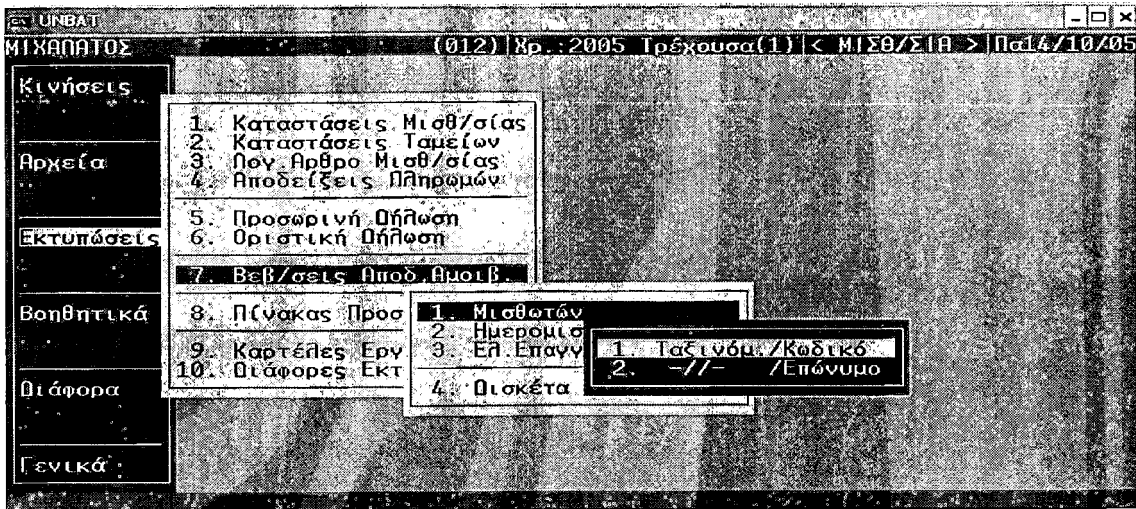 UNBAT
ΜΙΧΑΠΑΤΟΣ (012) Χρ.:2005 Τρέχουσα(1) < ΜΙΣΘ/ΣΙΑ > Πα14/10/05
Κινήσεις
Αρχεία
Εκτυπώσεις
Βοηθητικά
Διάφορα
Γενικά
1. Καταστάσεις Μισθ/σίας
2. Καταστάσεις Ταμείων
3. Λογ.Αρθρο Μισθ/σίας
4. Αποδείξεις Πληρωμών
5. Προσωρινή Δήλωση
6. Οριστική Δήλωση
7. Βεβ/σεις Αποδ.Αμοιβ.
8. Πίνακας Προσ
9. Καρτέλες Εργ
10. Διάφορες Εκτ
1. Μισθωτών
2. Ημερομισ
3. Ελ.Επαγγ
4. Δισκέτα
1. Ταξινόμ./Κωδικό
2. -//- /Επώνυμο